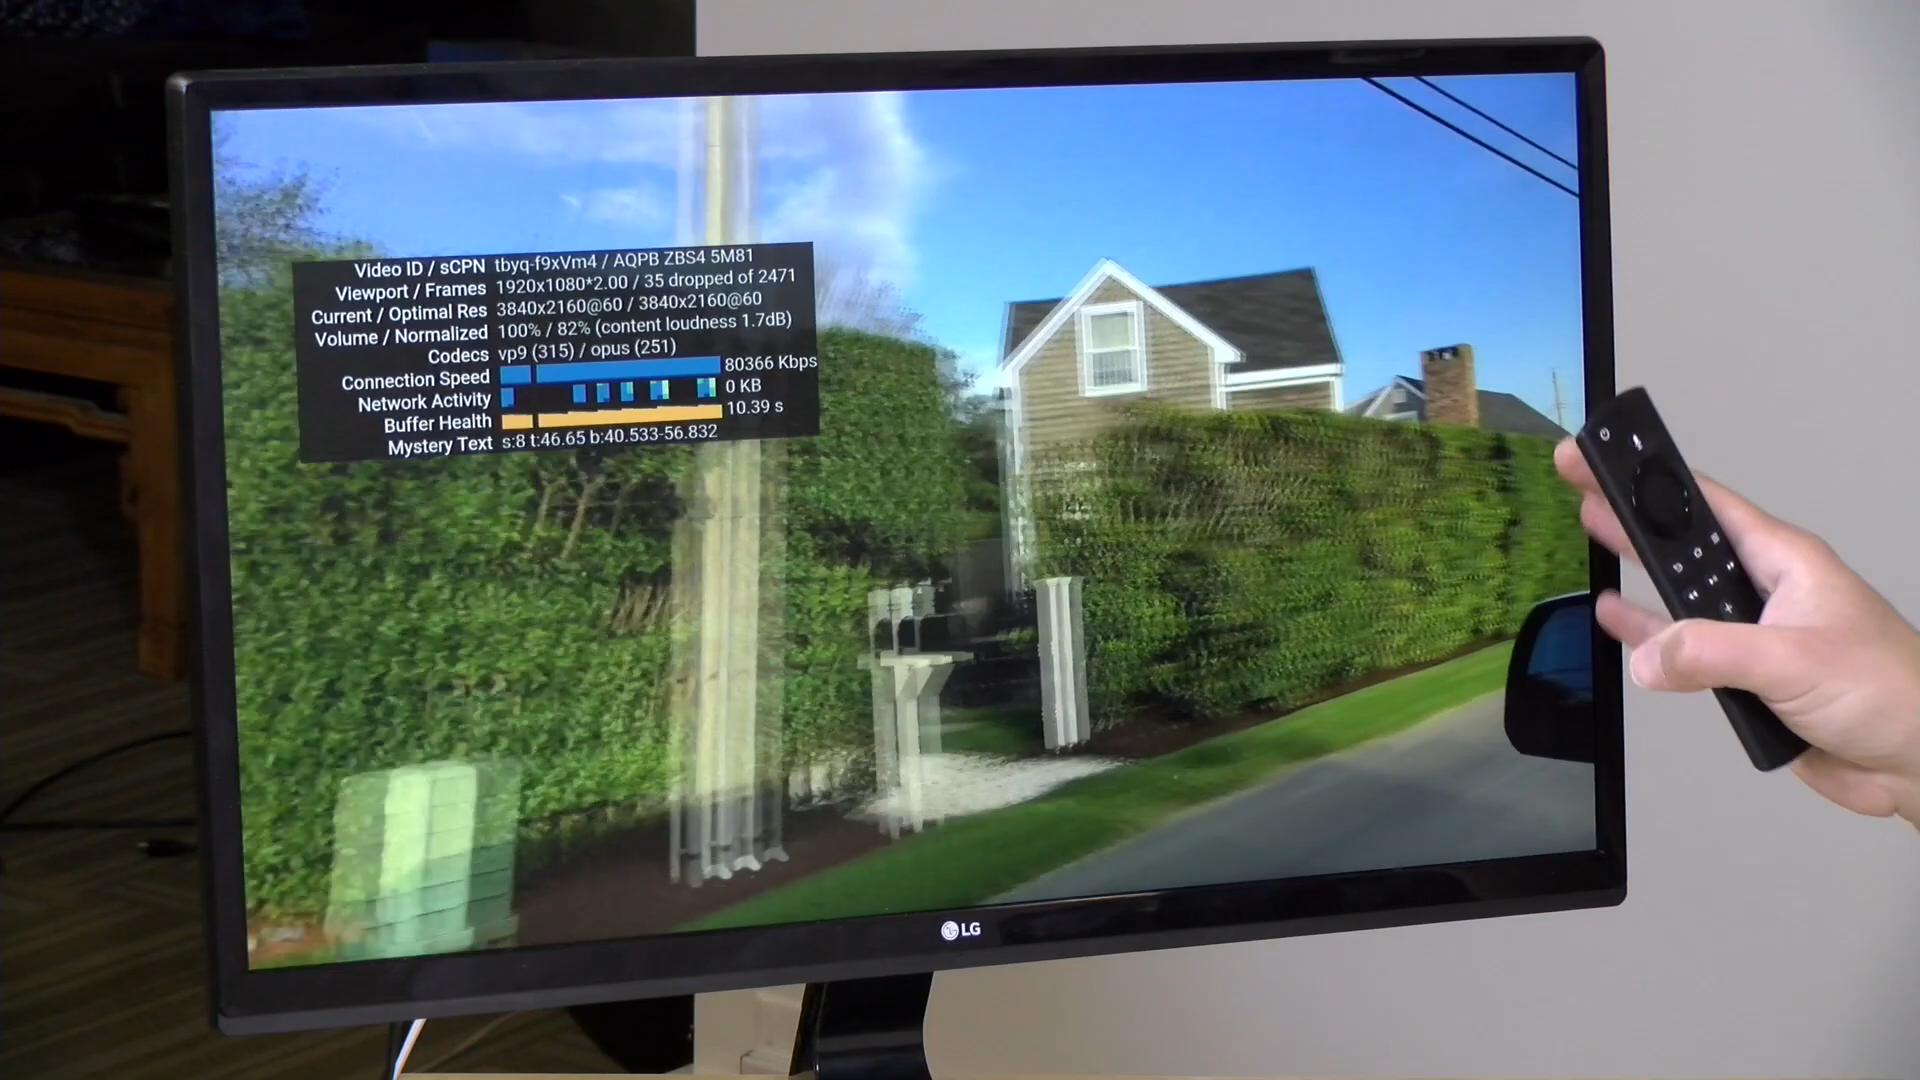 Video ID / sCPN tbyq-f9xVm4 / AQPB ZBS4 5M81
Viewport / Frames 1920x1080*2.00 / 35 dropped of 2471
Current / Optimal Res 3840x2160@60 / 3840x2160@60
Volume / Normalized 100% / 82% (content loudness 1.7dB)
Codecs vp9 (315) / opus (251)
Connection Speed 80366 Kbps
Network Activity 0 KB
Buffer Health 10.39 s
Mystery Text s:8 t:46.65 b:40.533-56.832
LG